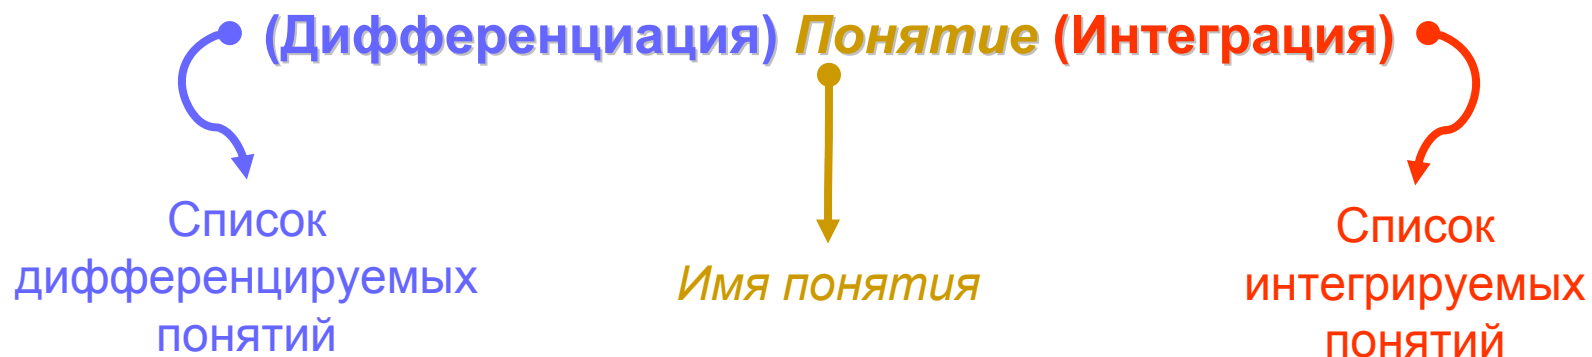 (Дифференциация) Понятие (Интеграция)
Список
дифференцируемых
понятий
Имя понятия
Список
интегрируемых
понятий